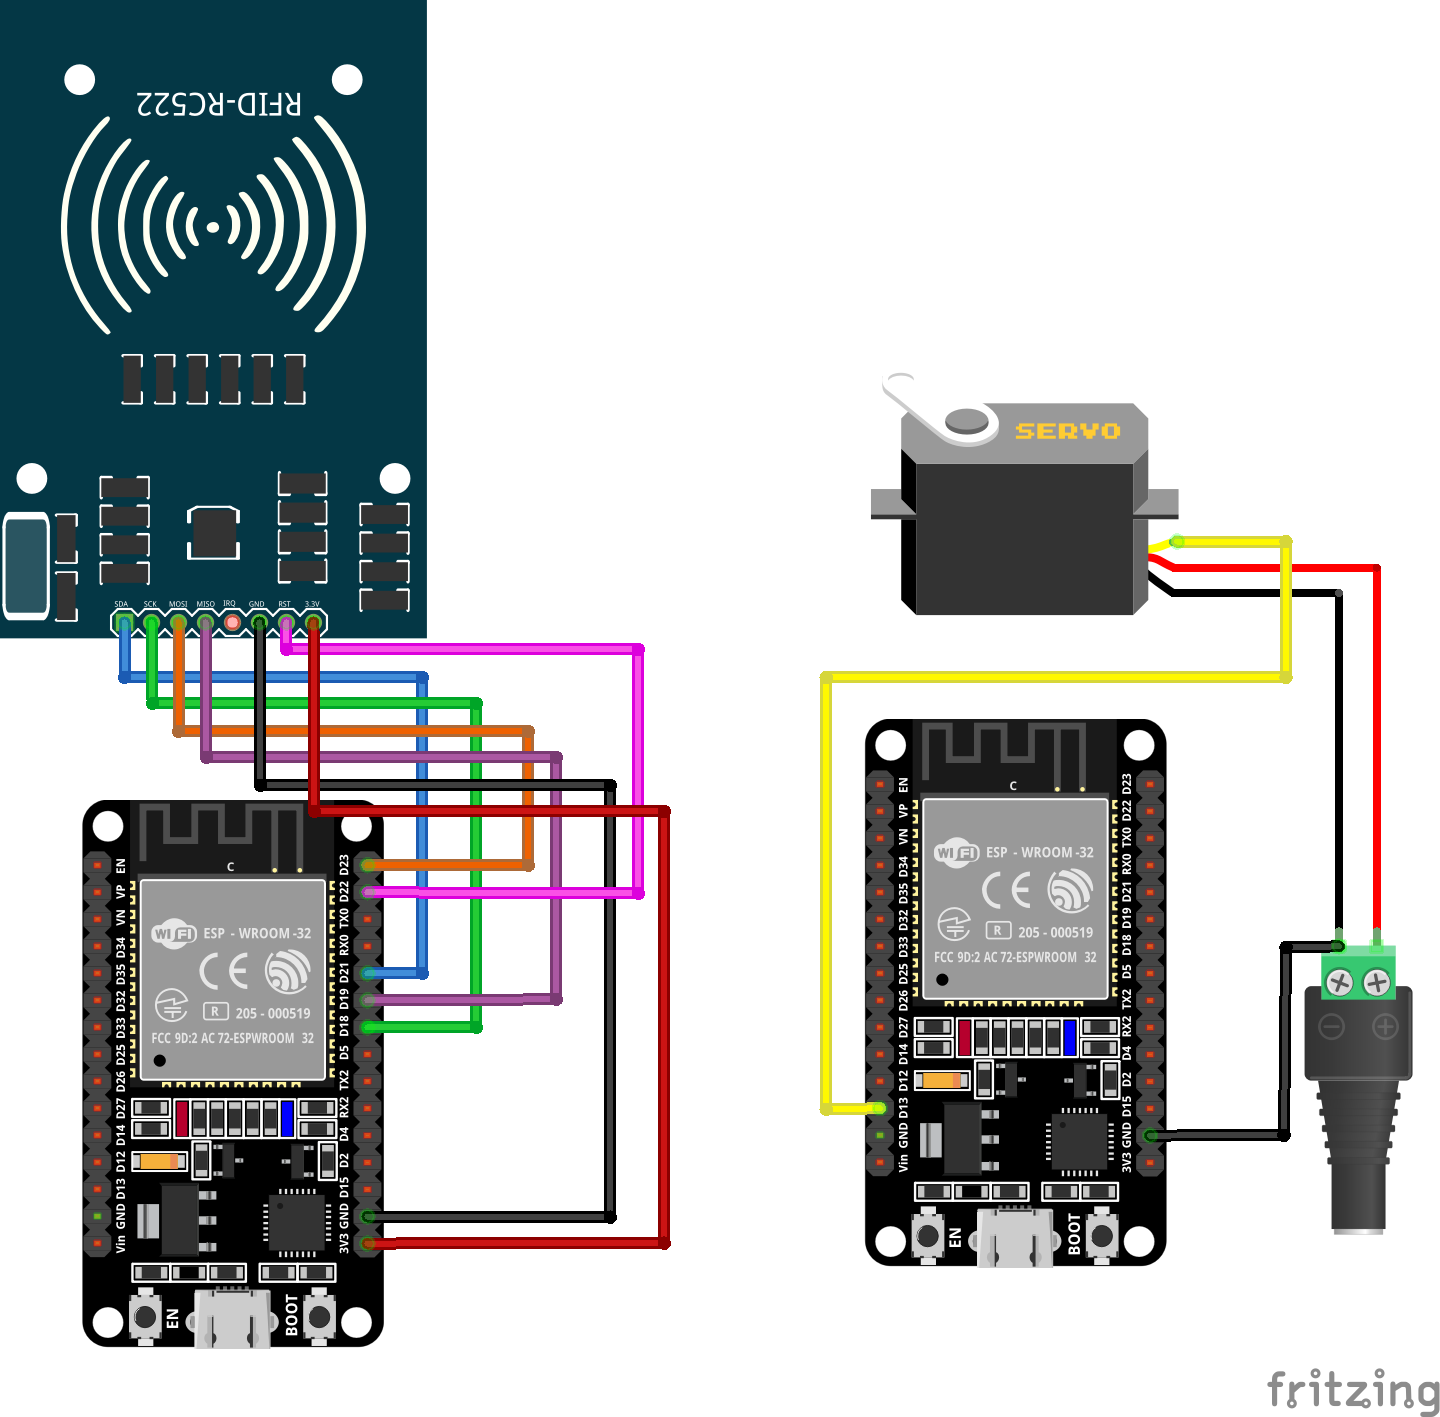 RFID-RC522
SDA
SCK
MOSI
MISO
IRQ
GND
RST
3.3V
C
EN
VP
VN
D34
D35
D32
D33
D25
D26
D27
D14
D12
D13
GND
Vin
D23
D22
TX0
RX0
D21
D19
D18
D5
TX2
RX2
D4
D2
D15
GND
3V3
Wi Fi ESP - WROOM -32
CE
R 205 - 000519
FCC 9D:2 AC 72-ESPWROOM 32
EN
BOOT
SERVO
C
EN
VP
VN
D34
D35
D32
D33
D25
D26
D27
D14
D12
D13
GND
Vin
D23
D22
TX0
RX0
D21
D19
D18
D5
TX2
RX2
D4
D2
D15
GND
3V3
Wi Fi ESP - WROOM -32
CE
R 205 - 000519
FCC 9D:2 AC 72-ESPWROOM 32
EN
BOOT
fritzing